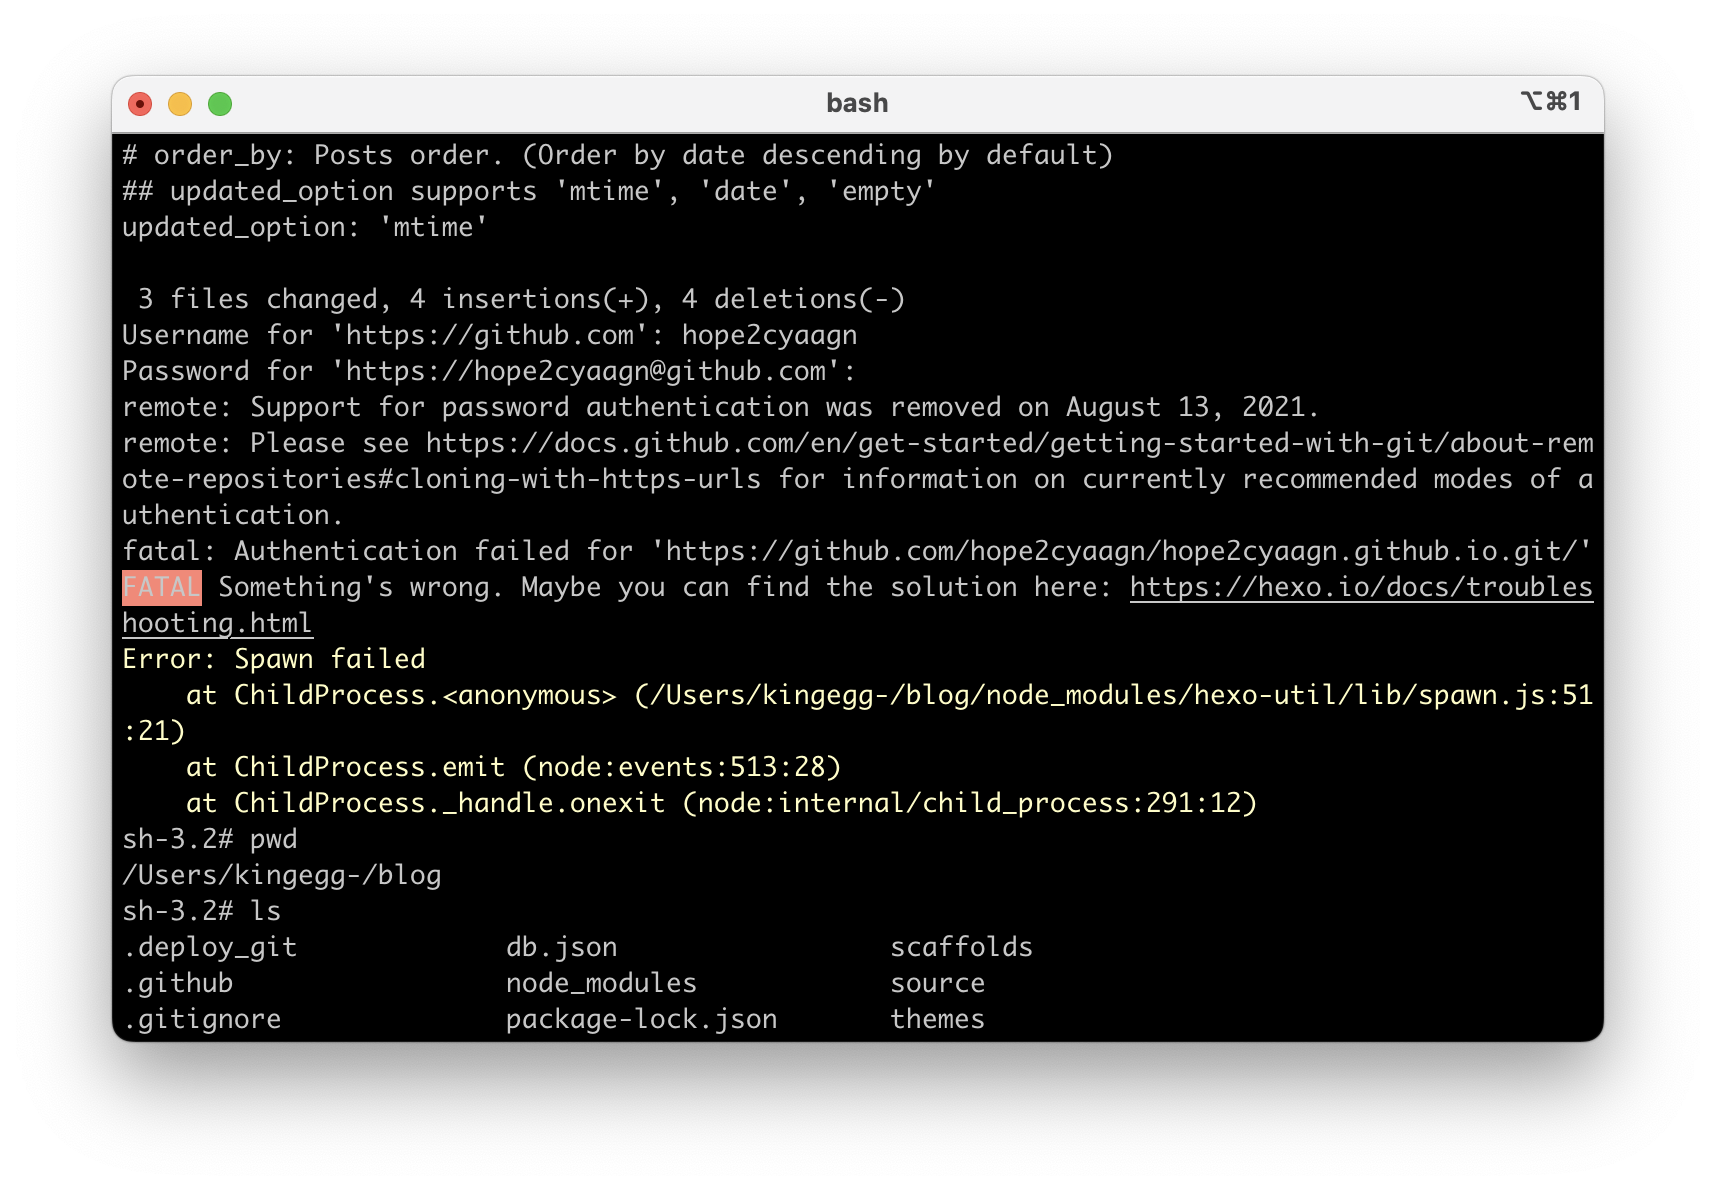 bash
⌥⌘1
# order_by: Posts order. (Order by date descending by default)
## updated_option supports 'mtime', 'date', 'empty'
updated_option: 'mtime'
 3 files changed, 4 insertions(+), 4 deletions(-)
Username for 'https://github.com': hope2cyaagn
Password for 'https://hope2cyaagn@github.com':
remote: Support for password authentication was removed on August 13, 2021.
remote: Please see https://docs.github.com/en/get-started/getting-started-with-git/about-rem
ote-repositories#cloning-with-https-urls for information on currently recommended modes of a
uthentication.
fatal: Authentication failed for 'https://github.com/hope2cyaagn/hope2cyaagn.github.io.git/'
FATAL Something's wrong. Maybe you can find the solution here: https://hexo.io/docs/troubles
hooting.html
Error: Spawn failed
    at ChildProcess.<anonymous> (/Users/kingegg-/blog/node_modules/hexo-util/lib/spawn.js:51
:21)
    at ChildProcess.emit (node:events:513:28)
    at ChildProcess._handle.onexit (node:internal/child_process:291:12)
sh-3.2# pwd
/Users/kingegg-/blog
sh-3.2# ls
.deploy_git             db.json                 scaffolds
.github                 node_modules            source
.gitignore              package-lock.json       themes